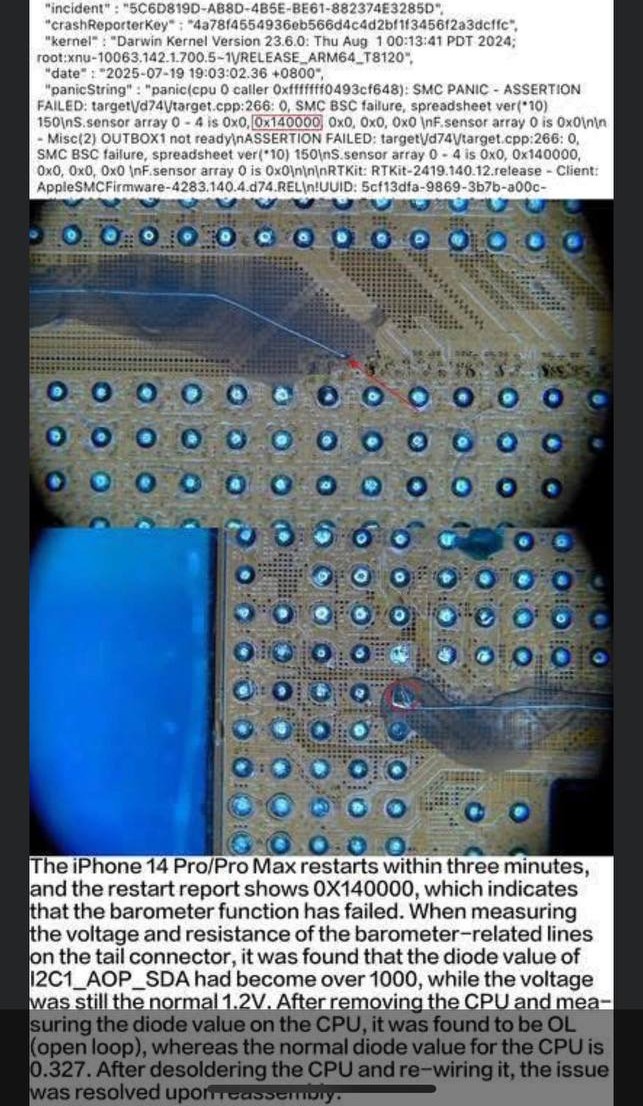 "incident" : "5C6D819D-AB8D-4B5E-BE61-882374E3285D",
"crashReporterKey" : "4a78f4554936eb566d4c4d2bf1f3456f2a3dcffc",
"kernel" : "Darwin Kernel Version 23.6.0: Thu Aug 1 00:13:41 PDT 2024;
root:xnu-10063.142.1.700.5~1\/RELEASE_ARM64_T8120",
"date" : "2025-07-19 19:03:02.36 +0800",
"panicString" : "panic(cpu 0 caller 0xfffffff0493cf648): SMC PANIC - ASSERTION
FAILED: target\/d74\/target.cpp:266: 0, SMC BSC failure, spreadsheet ver(*10)
150\nS.sensor array 0 - 4 is 0x0, 0x140000, 0x0, 0x0, 0x0 \nF.sensor array 0 is 0x0\n\n
- Misc(2) OUTBOX1 not ready\nASSERTION FAILED: target\/d74\/target.cpp:266: 0,
SMC BSC failure, spreadsheet ver(*10) 150\nS.sensor array 0 - 4 is 0x0, 0x140000,
0x0, 0x0, 0x0 \nF.sensor array 0 is 0x0\n\n\nRTKit: RTKit-2419.140.12.release - Client:
AppleSMCFirmware-4283.140.4.d74.REL\n!UUID: 5cf13dfa-9869-3b7b-a00c-
The iPhone 14 Pro/Pro Max restarts within three minutes,
and the restart report shows 0X140000, which indicates
that the barometer function has failed. When measuring
the voltage and resistance of the barometer-related lines
on the tail connector, it was found that the diode value of
I2C1_AOP_SDA had become over 1000, while the voltage
was still the normal 1.2V. After removing the CPU and mea-
suring the diode value on the CPU, it was found to be OL
(open loop), whereas the normal diode value for the CPU is
0.327. After desoldering the CPU and re-wiring it, the issue
was resolved upon reassembly.